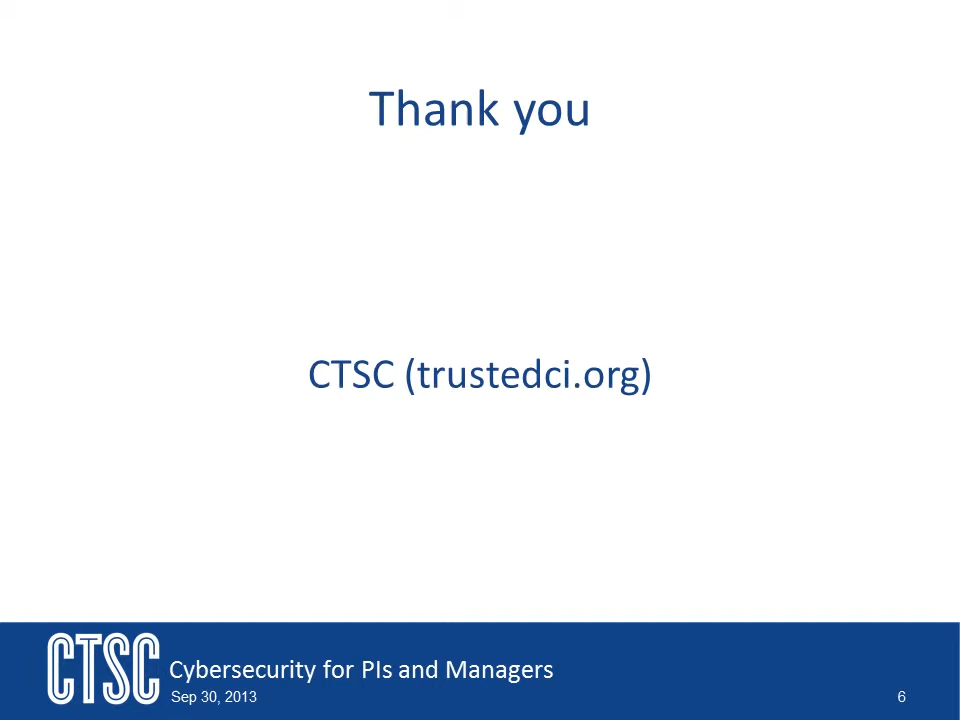 Thank you
CTSC (trustedci.org)
CTSC
Cybersecurity for PIs and Managers
Sep 30, 2013
6